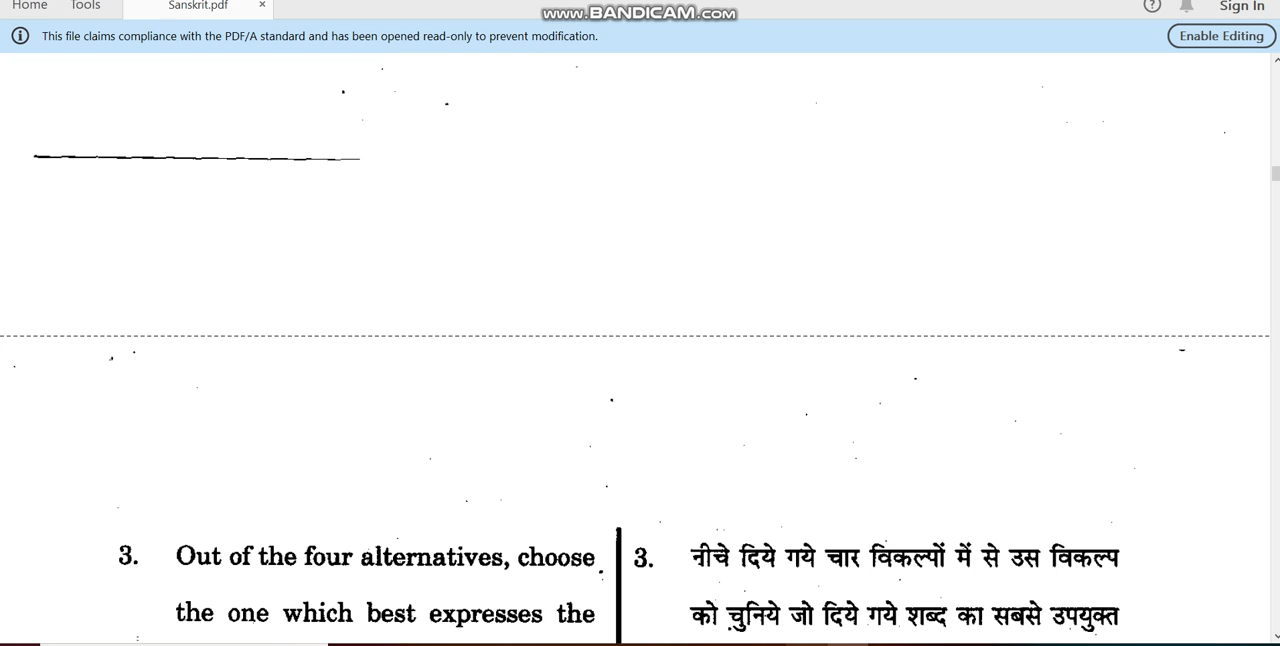 Home Tools Sanskrit.pdf × www.BANDICAM.com ? Sign In
This file claims compliance with the PDF/A standard and has been opened read-only to prevent modification. Enable Editing
3. Out of the four alternatives, choose
the one which best expresses the
3. नीचे दिये गये चार विकल्पों में से उस विकल्प
को चुनिये जो दिये गये शब्द का सबसे उपयुक्त